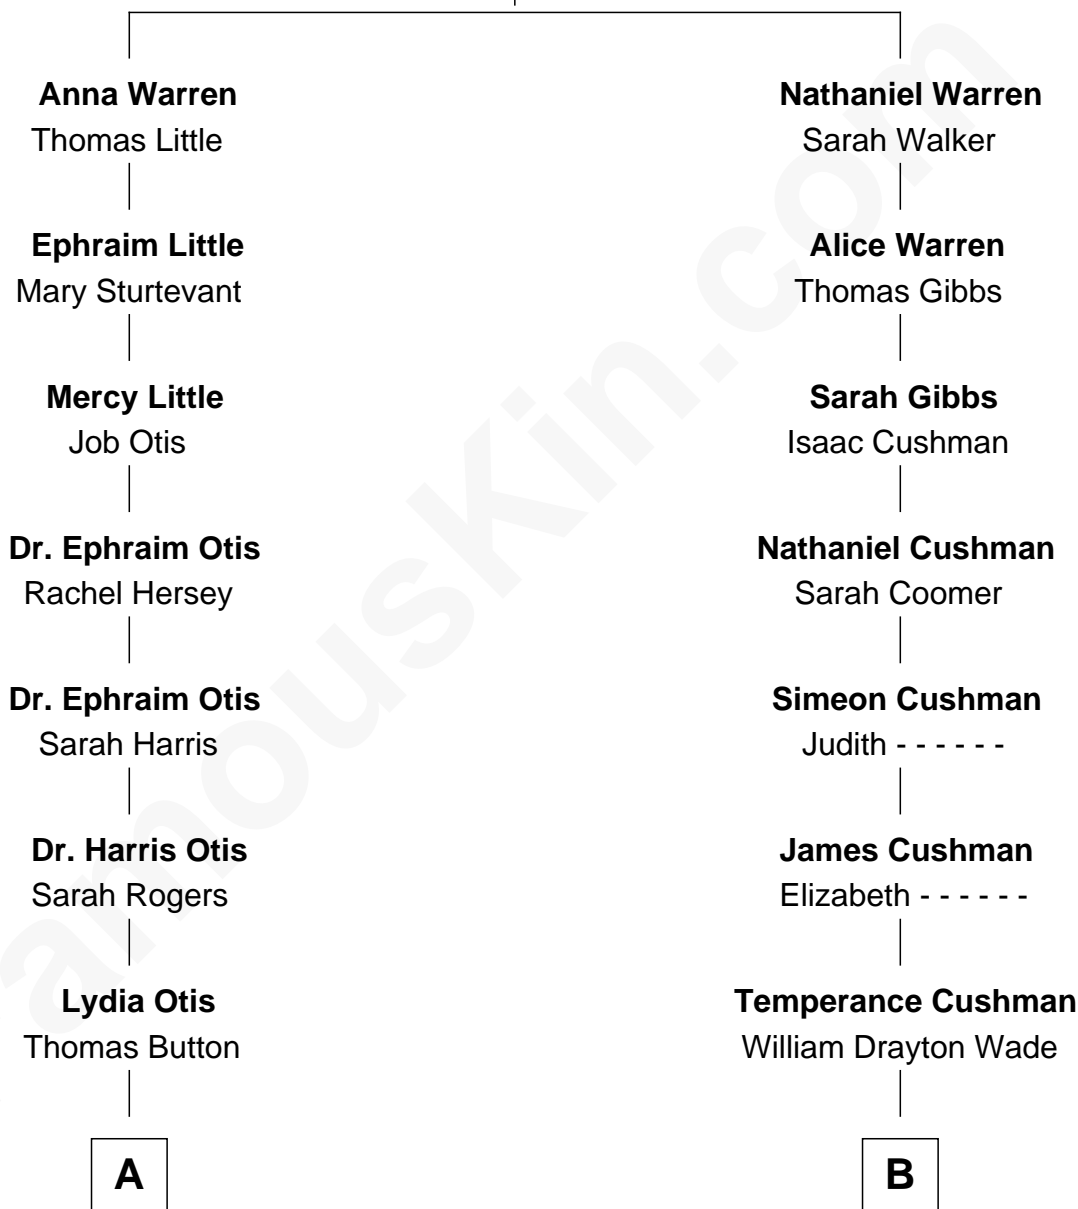 Anna Warren
Thomas Little
Ephraim Little
Mary Sturtevant
Mercy Little
Job Otis
Dr. Ephraim Otis
Rachel Hersey
Dr. Ephraim Otis
Sarah Harris
Dr. Harris Otis
Sarah Rogers
Lydia Otis
Thomas Button
A
Nathaniel Warren
Sarah Walker
Alice Warren
Thomas Gibbs
Sarah Gibbs
Isaac Cushman
Nathaniel Cushman
Sarah Coomer
Simeon Cushman
Judith - - - - - -
James Cushman
Elizabeth - - - - - -
Temperance Cushman
William Drayton Wade
B
amousKin.com